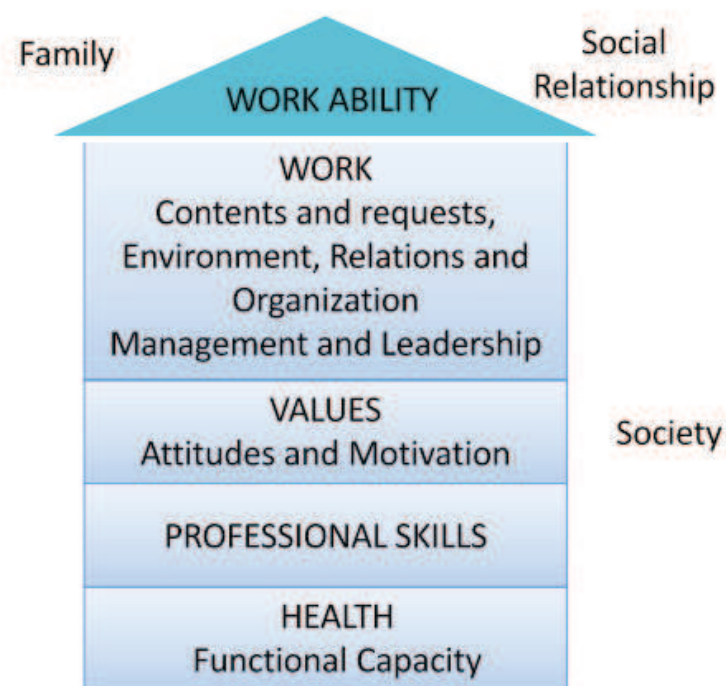 Family
Social
Relationship
WORK ABILITY
WORK
Contents and requests,
Environment, Relations and
Organization
Management and Leadership
VALUES
Attitudes and Motivation
Society
PROFESSIONAL SKILLS
HEALTH
Functional Capacity